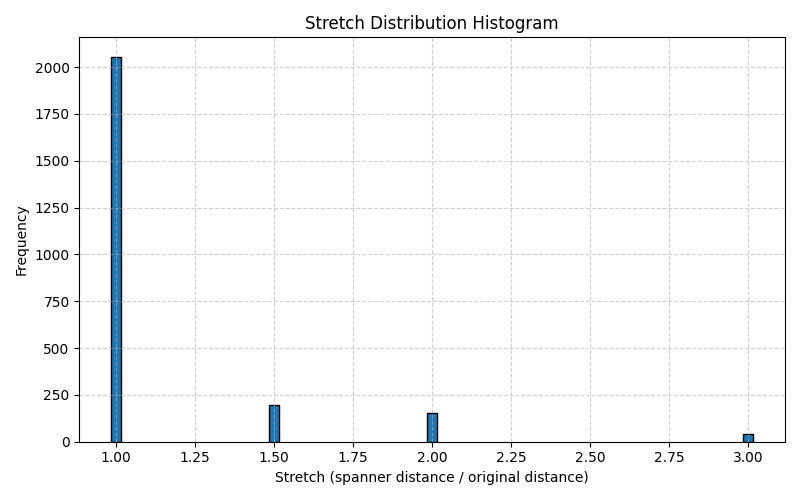 Stretch Distribution Histogram
Frequency
2000
1750
1500
1250
1000
750
500
250
0
1.00 1.25 1.50 1.75 2.00 2.25 2.50 2.75 3.00
Stretch (spanner distance / original distance)